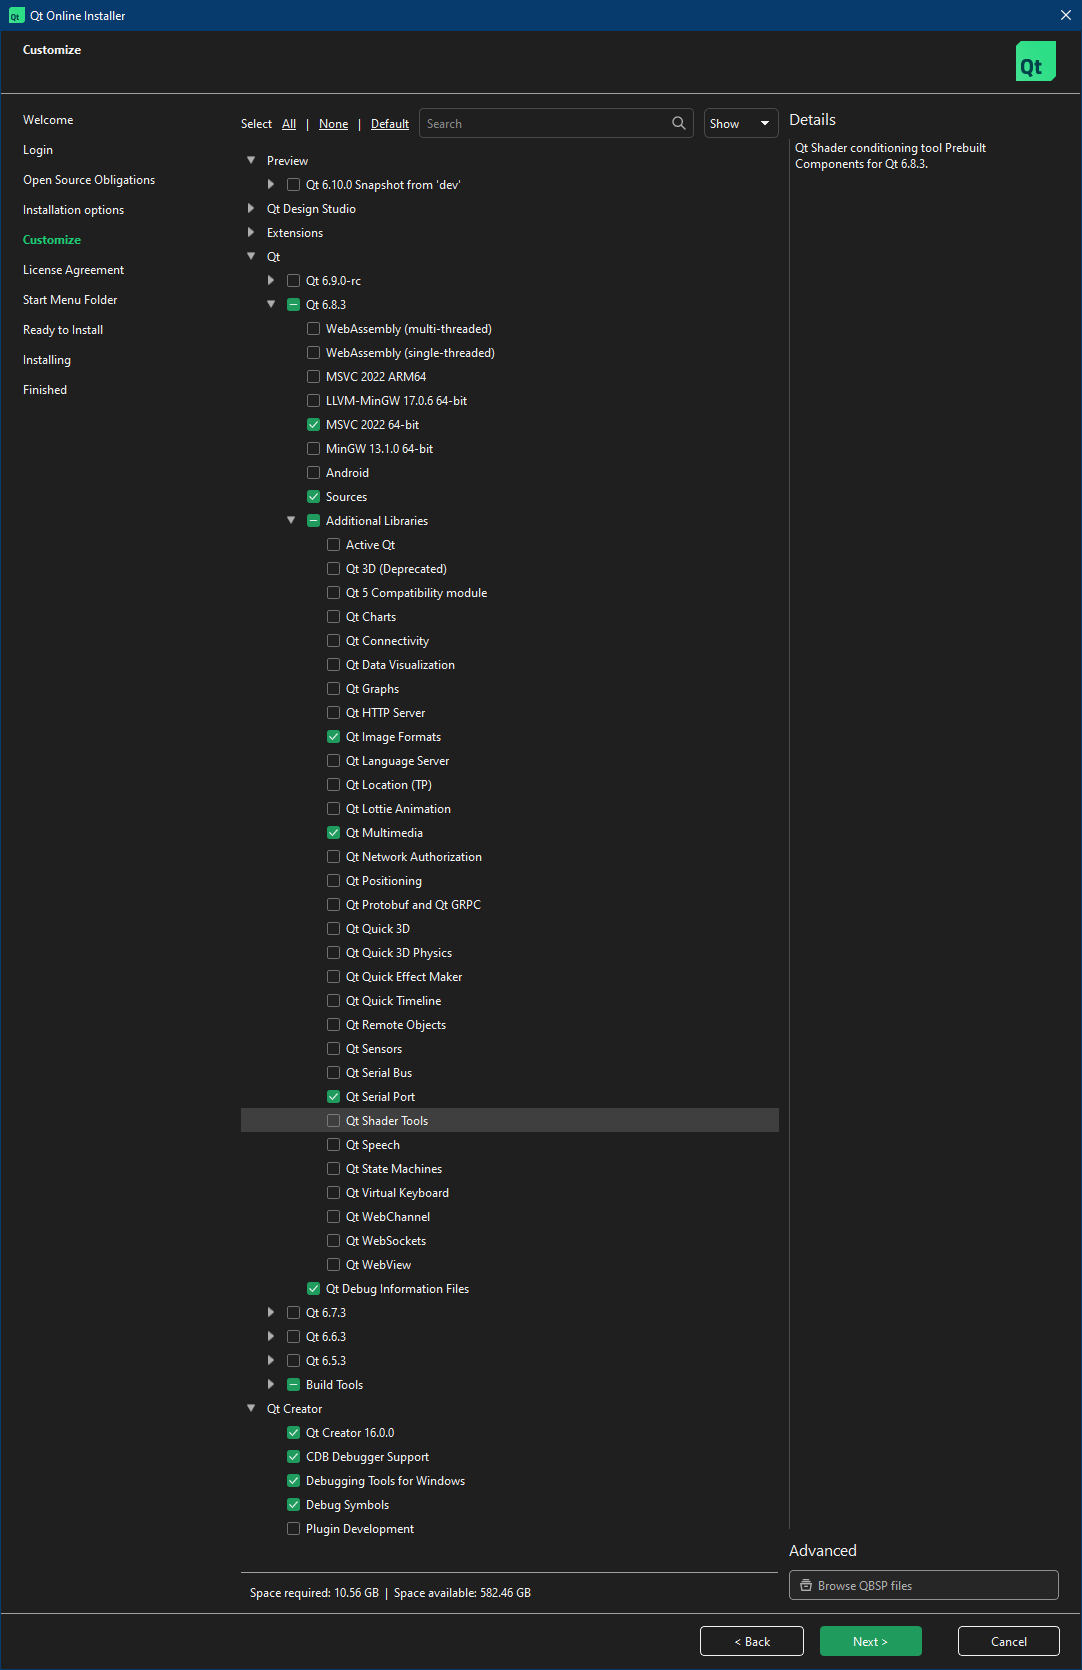 Qt Online Installer
Customize
Qt
Welcome
Login
Open Source Obligations
Installation options
Customize
License Agreement
Start Menu Folder
Ready to Install
Installing
Finished
Select All | None | Default Search Show
Preview
Qt 6.10.0 Snapshot from 'dev'
Qt Design Studio
Extensions
Qt
Qt 6.9.0-rc
Qt 6.8.3
WebAssembly (multi-threaded)
WebAssembly (single-threaded)
MSVC 2022 ARM64
LLVM-MinGW 17.0.6 64-bit
MSVC 2022 64-bit
MinGW 13.1.0 64-bit
Android
Sources
Additional Libraries
Active Qt
Qt 3D (Deprecated)
Qt 5 Compatibility module
Qt Charts
Qt Connectivity
Qt Data Visualization
Qt Graphs
Qt HTTP Server
Qt Image Formats
Qt Language Server
Qt Location (TP)
Qt Lottie Animation
Qt Multimedia
Qt Network Authorization
Qt Positioning
Qt Protobuf and Qt GRPC
Qt Quick 3D
Qt Quick 3D Physics
Qt Quick Effect Maker
Qt Quick Timeline
Qt Remote Objects
Qt Sensors
Qt Serial Bus
Qt Serial Port
Qt Shader Tools
Qt Speech
Qt State Machines
Qt Virtual Keyboard
Qt WebChannel
Qt WebSockets
Qt WebView
Qt Debug Information Files
Qt 6.7.3
Qt 6.6.3
Qt 6.5.3
Build Tools
Qt Creator
Qt Creator 16.0.0
CDB Debugger Support
Debugging Tools for Windows
Debug Symbols
Plugin Development
Space required: 10.56 GB | Space available: 582.46 GB
Details
Qt Shader conditioning tool Prebuilt
Components for Qt 6.8.3.
Advanced
Browse QBSP files
< Back
Next >
Cancel